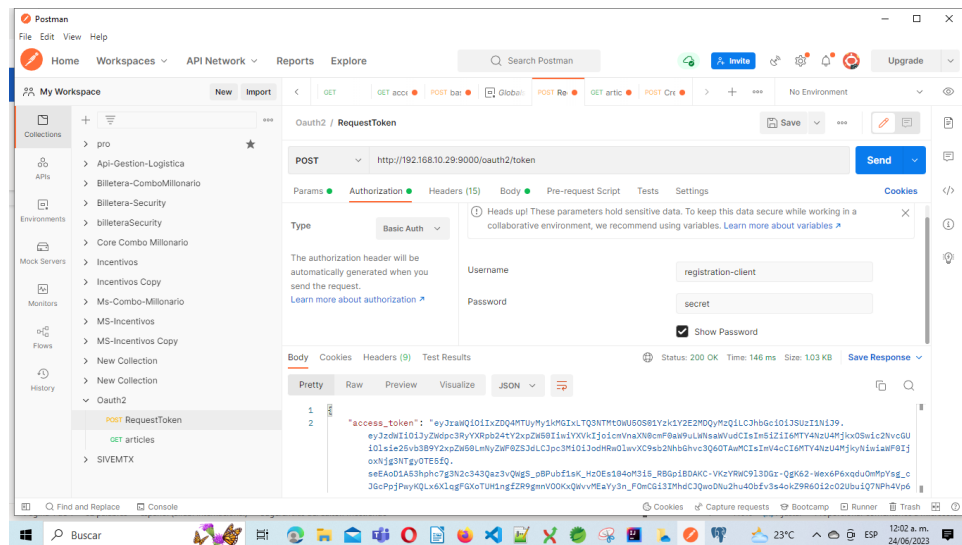 Postman
File Edit View Help
Home Workspaces API Network Reports Explore Search Postman Invite Upgrade
My Workspace New Import GET GET acce POST ba Global POST Re GET artic POST Cre No Environment
Collections
APIs
Environments
Mock Servers
Monitors
Flows
History
pro
Api-Gestion-Logistica
Billetera-ComboMillonario
Billetera-Security
billeteraSecurity
Core Combo Millonario
Incentivos
Incentivos Copy
Ms-Combo-Millonario
MS-Incentivos
MS-Incentivos Copy
New Collection
New Collection
Oauth2
POST RequestToken
GET articles
SIVEMTX
Oauth2 / RequestToken Save
POST http://192.168.10.29:9000/oauth2/token Send
Params Authorization Headers (15) Body Pre-request Script Tests Settings Cookies
Type Basic Auth
Heads up! These parameters hold sensitive data. To keep this data secure while working in a
collaborative environment, we recommend using variables. Learn more about variables
The authorization header will be
automatically generated when you
send the request.
Learn more about authorization
Username registration-client
Password secret
Show Password
Body Cookies Headers (9) Test Results Status: 200 OK Time: 146 ms Size: 1.03 KB Save Response
Pretty Raw Preview Visualize JSON
1 {
2 "access_token":
Find and Replace Console Cookies Capture requests Bootcamp Runner Trash
Buscar 23°C ESP 12:02 a. m.
24/06/2023